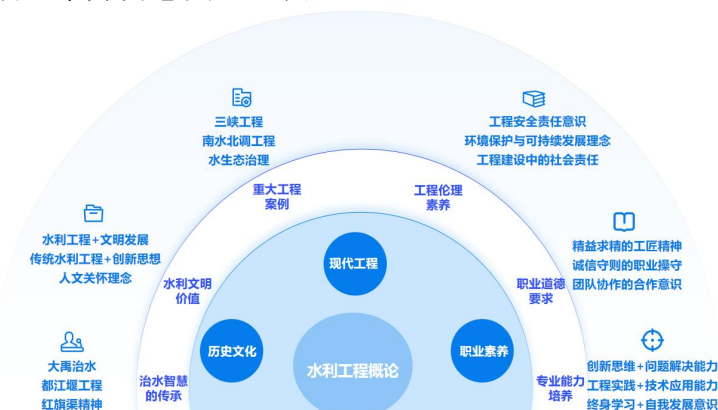 三峡工程
南水北调工程
水生态治理
工程安全责任意识
环境保护与可持续发展理念
工程建设中的社会责任
重大工程
案例
工程伦理
素养
水利工程+文明发展
传统水利工程+创新思想
人文关怀理念
精益求精的工匠精神
诚信守则的职业操守
团队协作的合作意识
现代工程
水利文明
价值
职业道德
要求
历史文化
职业素养
水利工程概论
大禹治水
都江堰工程
红旗渠精神
治水智慧
的传承
专业能力
培养
创新思维+问题解决能力
工程实践+技术应用能力
终身学习+自我发展意识